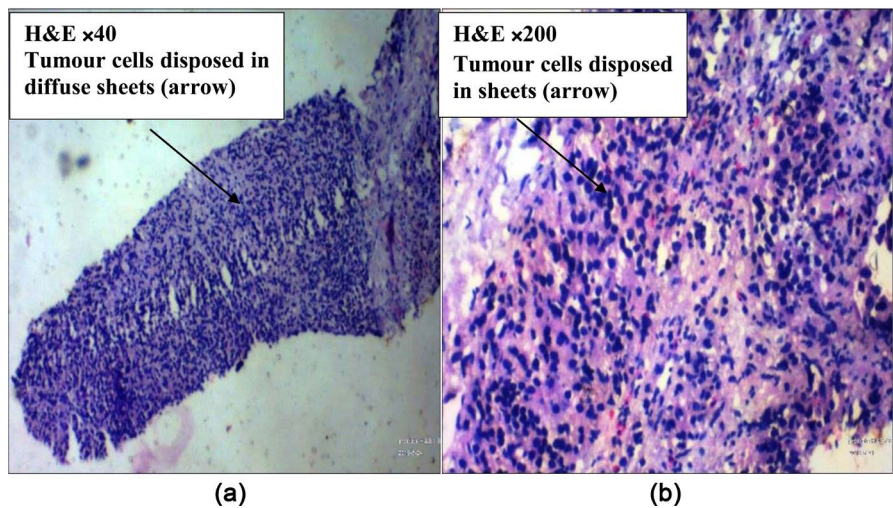 H&E ×40
Tumour cells disposed in
diffuse sheets (arrow)
H&E ×200
Tumour cells disposed
in sheets (arrow)
(a)
(b)